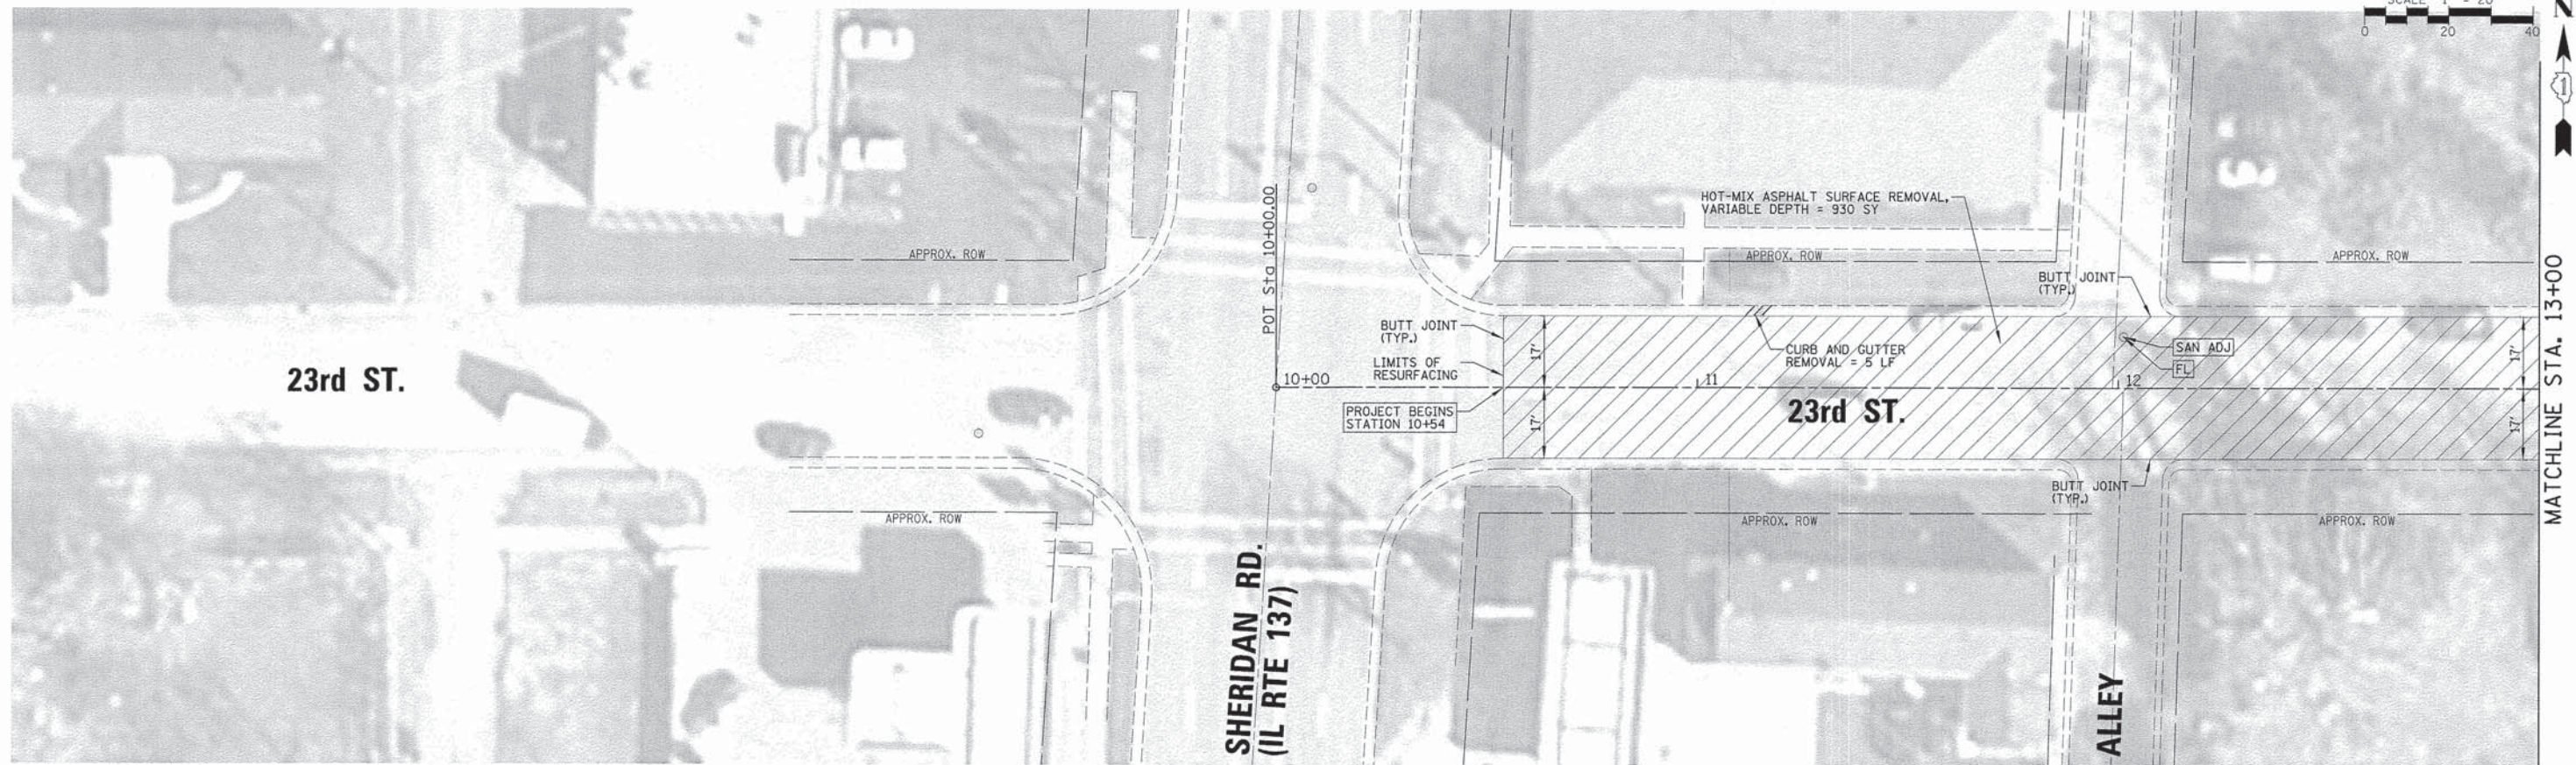 SCALE 1" = 20'
N
0 20 40
1
POT Sta 10+00.00
HOT-MIX ASPHALT SURFACE REMOVAL,
VARIABLE DEPTH = 930 SY
APPROX. ROW
APPROX. ROW
APPROX. ROW
BUTT JOINT
(TYP.)
BUTT JOINT
(TYP.)
LIMITS OF
RESURFACING
17'
CURB AND GUTTER
REMOVAL = 5 LF
SAN ADJ
FL
17'
23rd ST.
10+00
11
12
PROJECT BEGINS
STATION 10+54
17'
23rd ST.
17'
BUTT JOINT
(TYP.)
APPROX. ROW
APPROX. ROW
APPROX. ROW
SHERIDAN RD.
(IL RTE 137)
ALLEY
MATCHLINE STA. 13+00